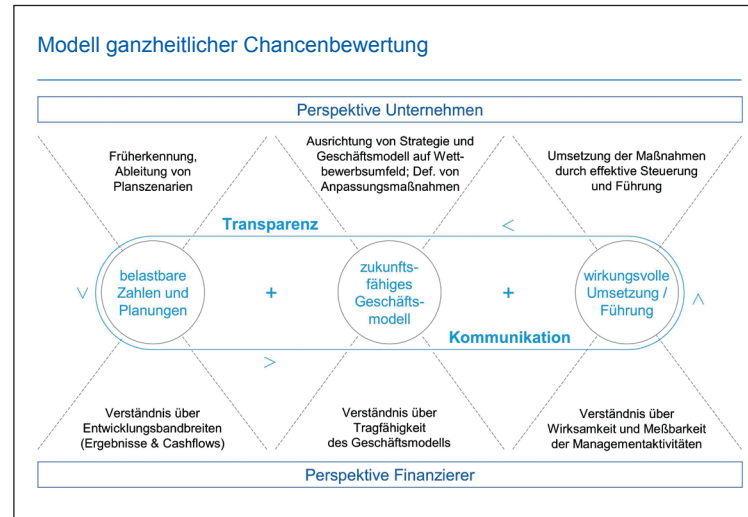 Modell ganzheitlicher Chancenbewertung
Perspektive Unternehmen
Früherkennung,
Ableitung von
Planszenarien
Ausrichtung von Strategie und
Geschäftsmodell auf Wett-
bewerbsumfeld; Def. von
Anpassungsmaßnahmen
Umsetzung der Maßnahmen
durch effektive Steuerung
und Führung
Transparenz
belastbare
Zahlen und
Planungen
+
zukunfts-
fähiges
Geschäfts-
modell
+
wirkungsvolle
Umsetzung /
Führung
Kommunikation
Verständnis über
Entwicklungsbandbreiten
(Ergebnisse & Cashflows)
Verständnis über
Tragfähigkeit
des Geschäftsmodells
Verständnis über
Wirksamkeit und Meßbarkeit
der Managementaktivitäten
Perspektive Finanzierer